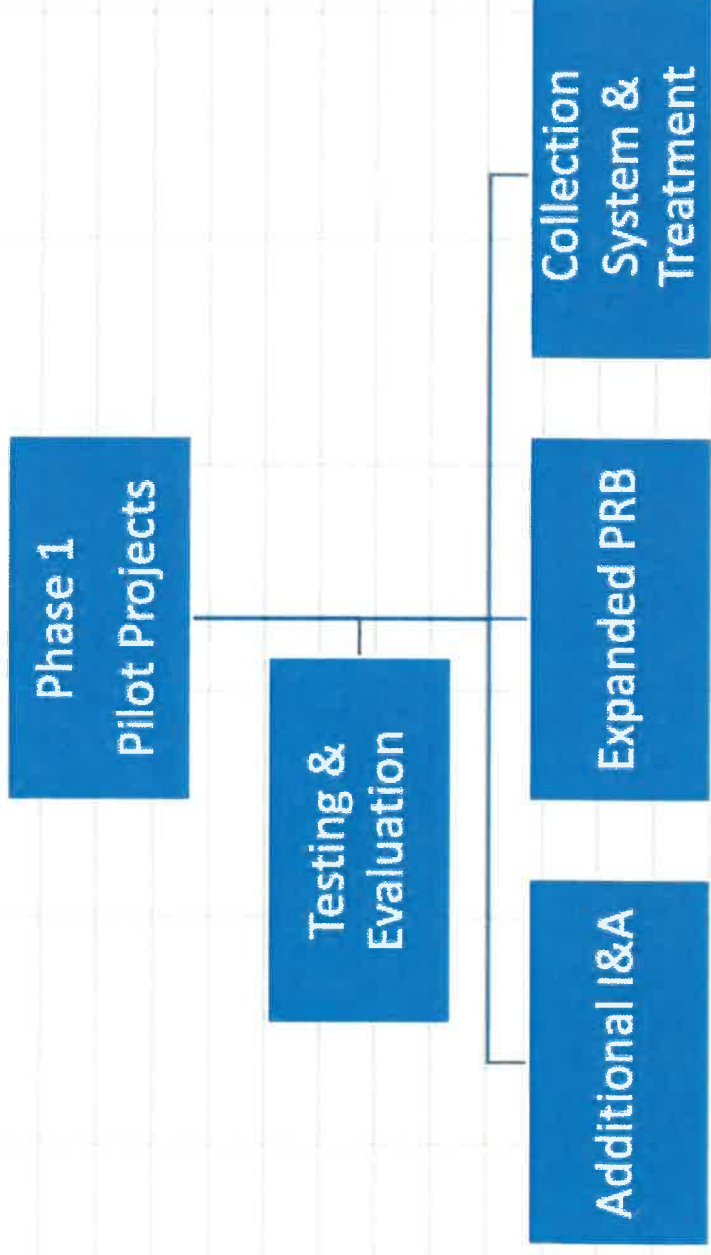 Phase 1
Pilot Projects
Testing &
Evaluation
Additional I&A
Expanded PRB
Collection
System &
Treatment